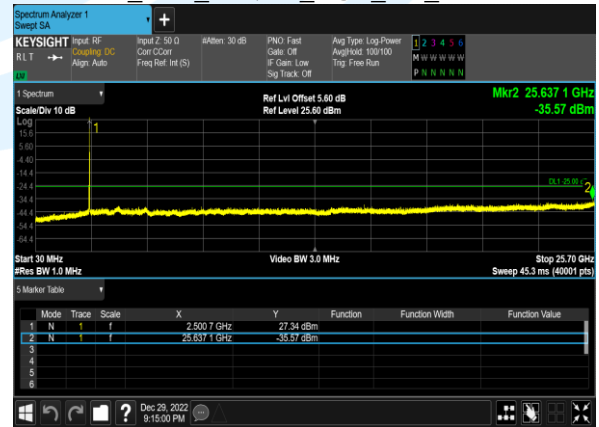 Spectrum Analyzer 1
Swept SA
KEYSIGHT Input: RF Input Z: 50 Ω #Atten: 30 dB PNO: Fast Avg Type: Log-Power 1 2 3 4 5 6
RLT Coupling: DC Corr CCorr Gate: Off Avg|Hold: 100/100 M W W W W W
Align: Auto Freq Ref: Int (S) IF Gain: Low Trig: Free Run
LW Sig Track: Off P N N N N N
1 Spectrum
Ref Lvl Offset 5.60 dB Mkr2 25.637 1 GHz
Scale/Div 10 dB Ref Level 25.60 dBm -35.57 dBm
Log
15.6
5.60
-4.40
-14.4
-24.4
-34.4
-44.4
-54.4
-64.4
1
DL1 -25.60
2
Start 30 MHz Video BW 3.0 MHz Stop 25.70 GHz
#Res BW 1.0 MHz Sweep 45.3 ms (40001 pts)
5 Marker Table
Mode Trace Scale X Y Function Function Width Function Value
1 N 1 f 2.500 7 GHz 27.34 dBm
2 N 1 f 25.637 1 GHz -35.57 dBm
3
4
5
6
? Dec 29, 2022
9:15:00 PM